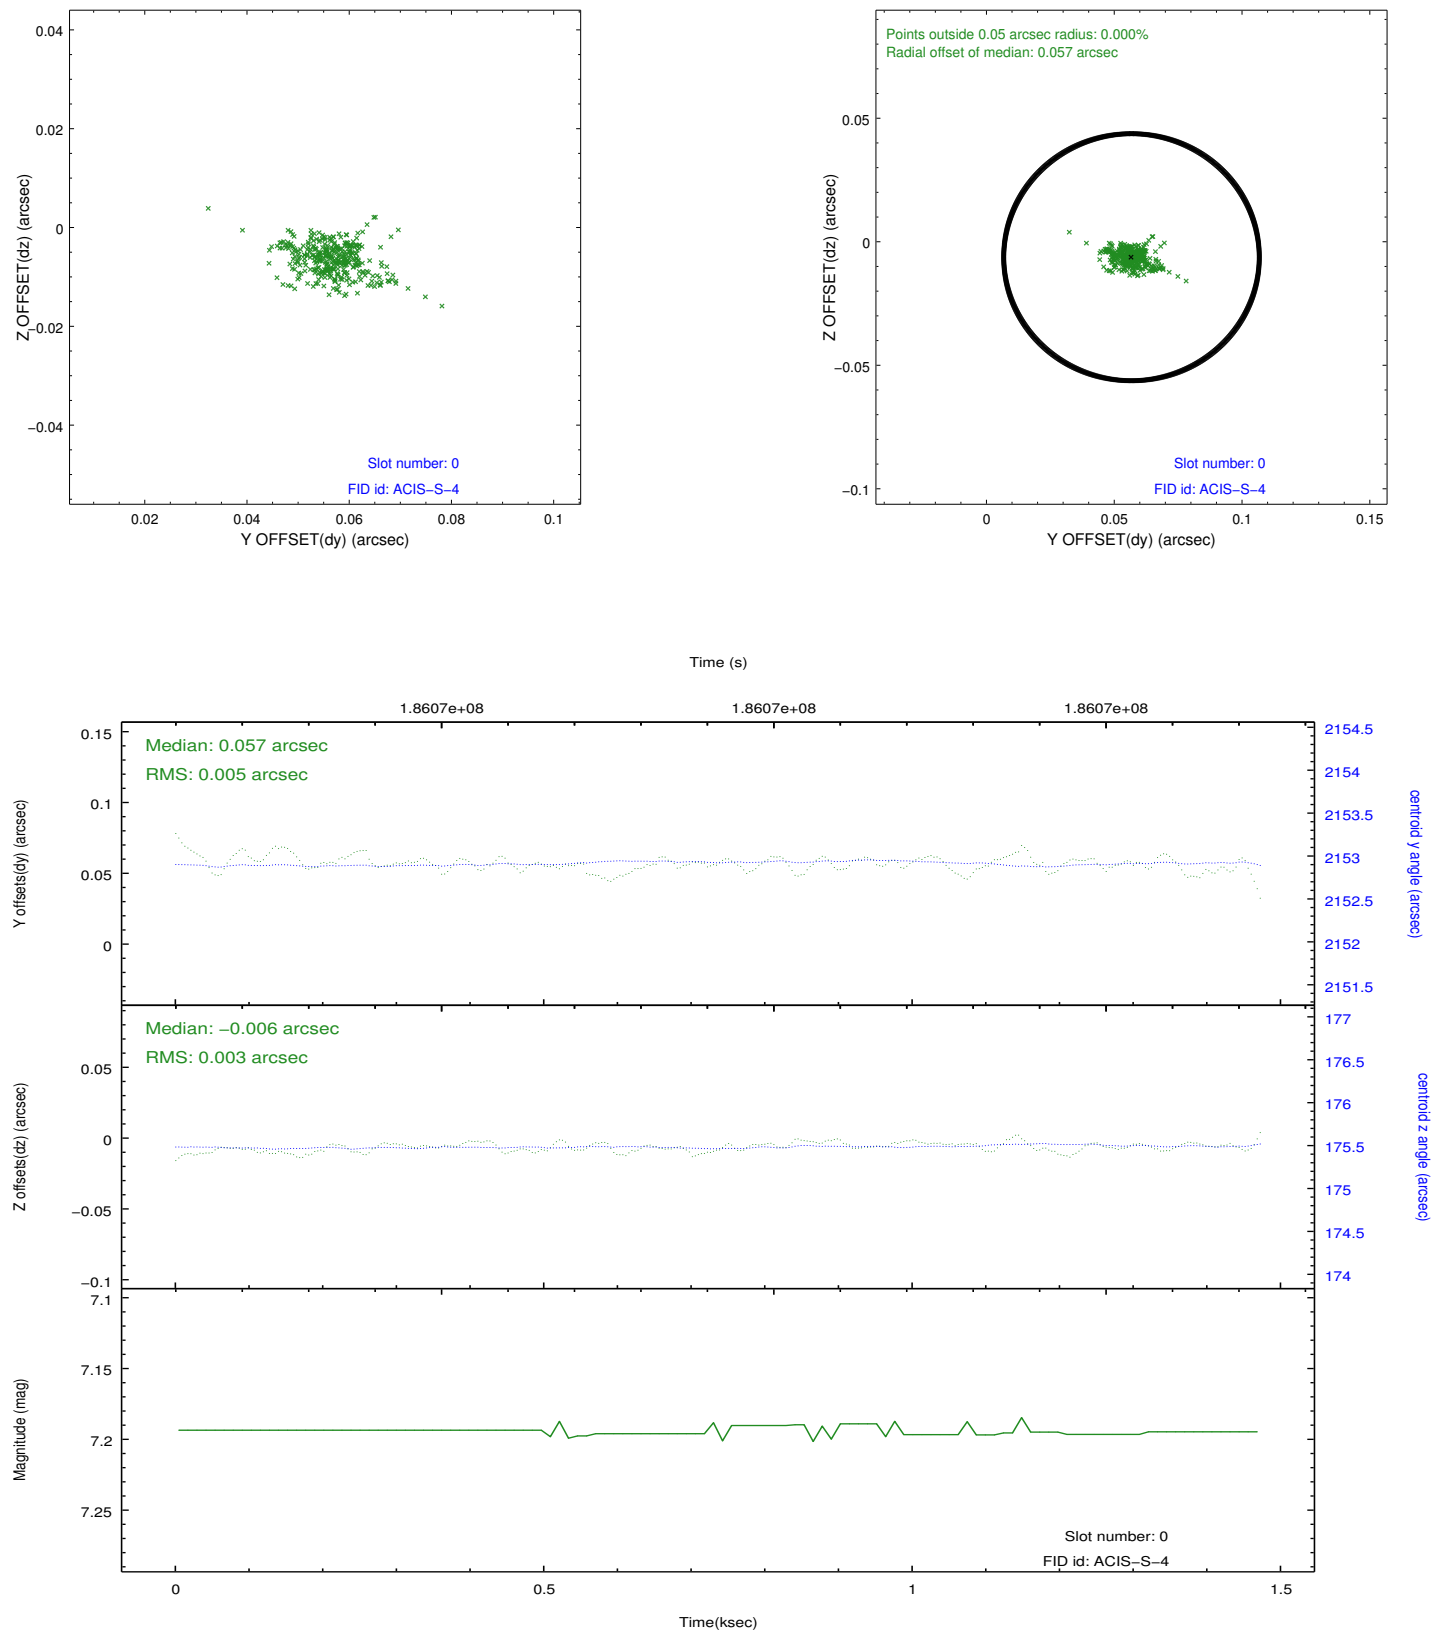 0.04
0.02
0
−0.02
−0.04
Z OFFSET(dz) (arcsec)
Slot number: 0
FID id: ACIS−S−4
0.02 0.04 0.06 0.08 0.1
Y OFFSET(dy) (arcsec)
Points outside 0.05 arcsec radius: 0.000%
Radial offset of median: 0.057 arcsec
0.05
0
−0.05
−0.1
Z OFFSET(dz) (arcsec)
Slot number: 0
FID id: ACIS−S−4
0 0.05 0.1 0.15
Y OFFSET(dy) (arcsec)
Time (s)
1.8607e+08 1.8607e+08 1.8607e+08
Median: 0.057 arcsec
RMS: 0.005 arcsec
0.15
0.1
0.05
0
Y offsets(dy) (arcsec)
2154.5
2154
2153.5
2153
2152.5
2152
2151.5
centroid y angle (arcsec)
Median: −0.006 arcsec
RMS: 0.003 arcsec
0.05
0
−0.05
−0.1
Z offsets(dz) (arcsec)
177
176.5
176
175.5
175
174.5
174
centroid z angle (arcsec)
7.1
7.15
7.2
7.25
Magnitude (mag)
Slot number: 0
FID id: ACIS−S−4
0 0.5 1 1.5
Time(ksec)